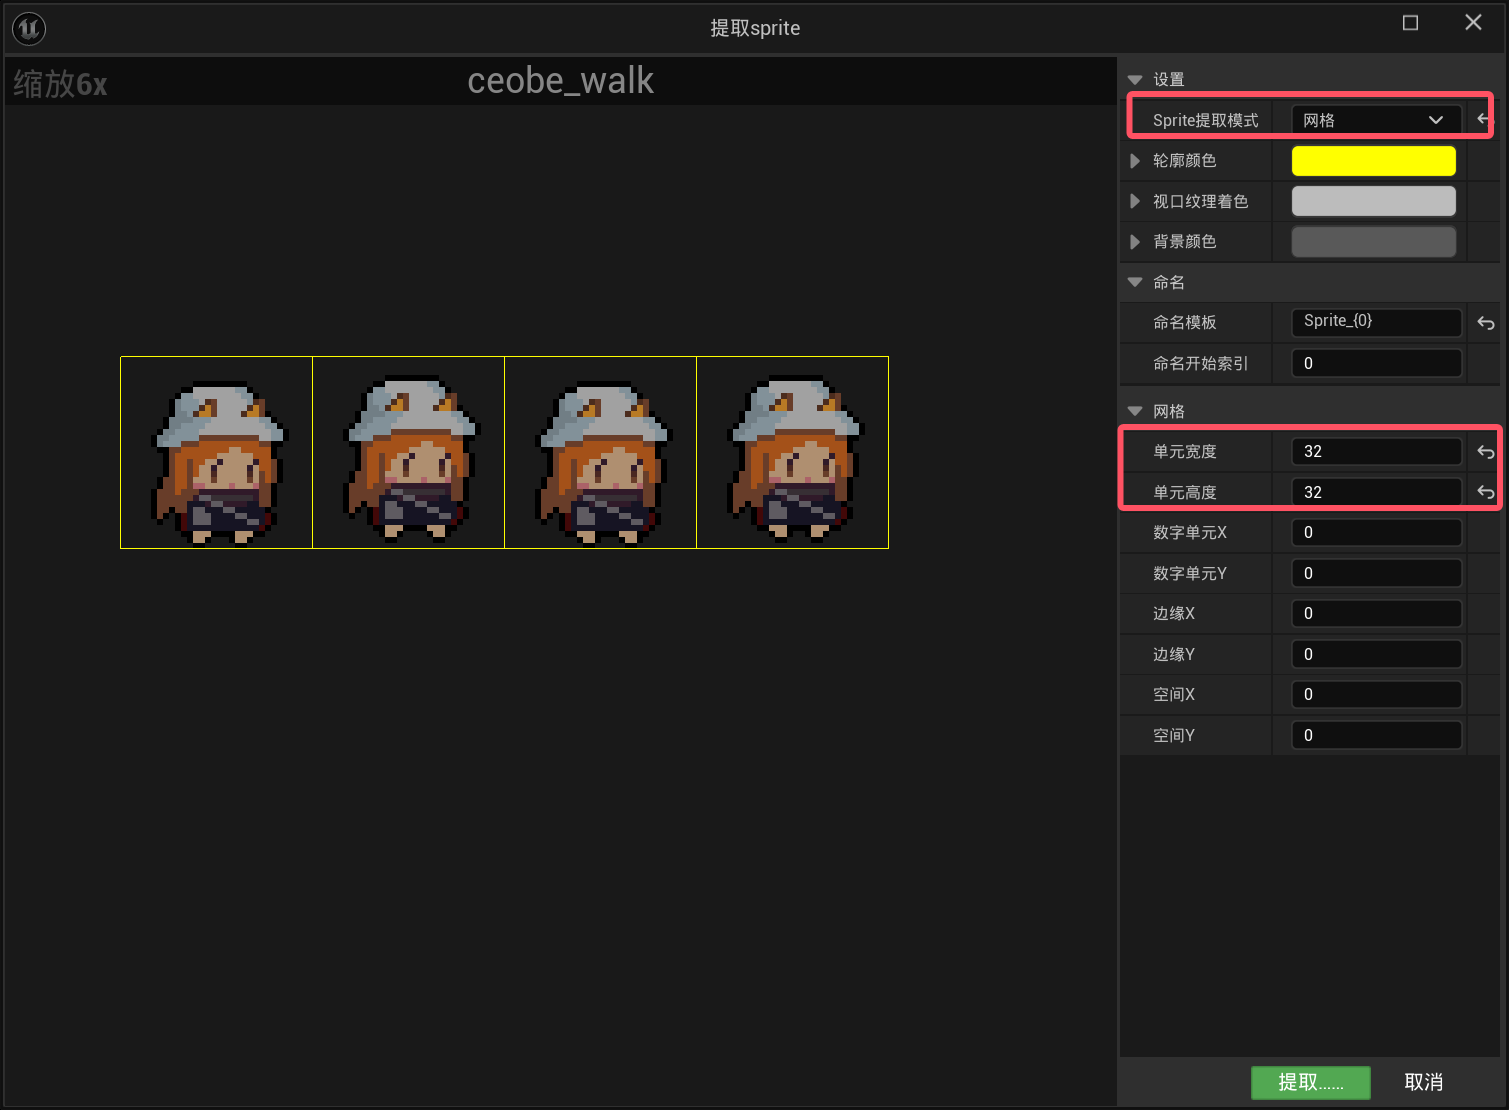 提取sprite
缩放6x
ceobe_walk
设置
Sprite提取模式 网格
轮廓颜色
视口纹理着色
背景颜色
命名
命名模板 Sprite_{0}
命名开始索引 0
网格
单元宽度 32
单元高度 32
数字单元X 0
数字单元Y 0
边缘X 0
边缘Y 0
空间X 0
空间Y 0
提取......
取消